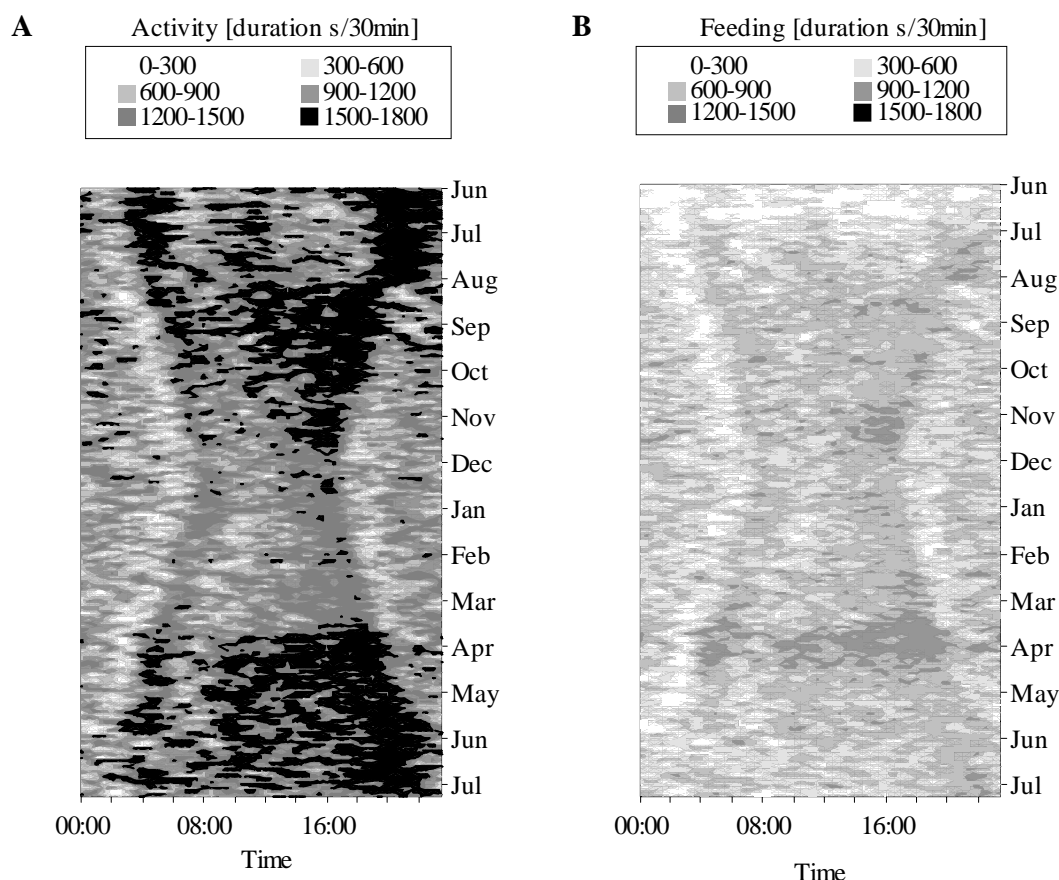 A Activity [duration s/30min]
0-300 300-600
600-900 900-1200
1200-1500 1500-1800
Jun
Jul
Aug
Sep
Oct
Nov
Dec
Jan
Feb
Mar
Apr
May
Jun
Jul
00:00 08:00 16:00
Time
B Feeding [duration s/30min]
0-300 300-600
600-900 900-1200
1200-1500 1500-1800
Jun
Jul
Aug
Sep
Oct
Nov
Dec
Jan
Feb
Mar
Apr
May
Jun
Jul
00:00 08:00 16:00
Time